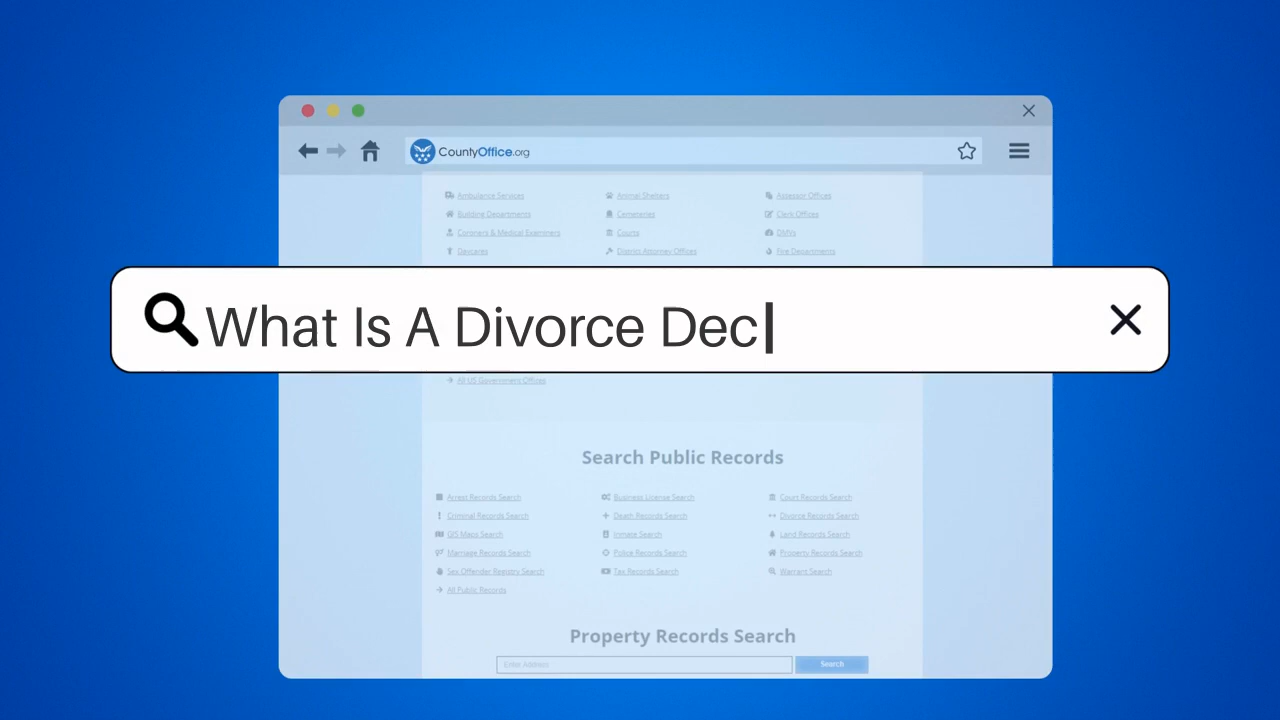 CountyOffice.org
Ambulance Services Animal Shelters Assessor Offices
Building Departments Cemeteries Clerk Offices
Coroners & Medical Examiners Courts DMVs
Daycares District Attorney Offices Fire Departments
What Is A Divorce Dec
All US Government Offices
Search Public Records
Arrest Records Search Business License Search Court Records Search
Criminal Records Search Death Records Search Divorce Records Search
GIS Maps Search Inmate Search Land Records Search
Marriage Records Search Police Records Search Property Records Search
Sex Offender Registry Search Tax Records Search Warrant Search
All Public Records
Property Records Search
Enter Address Search